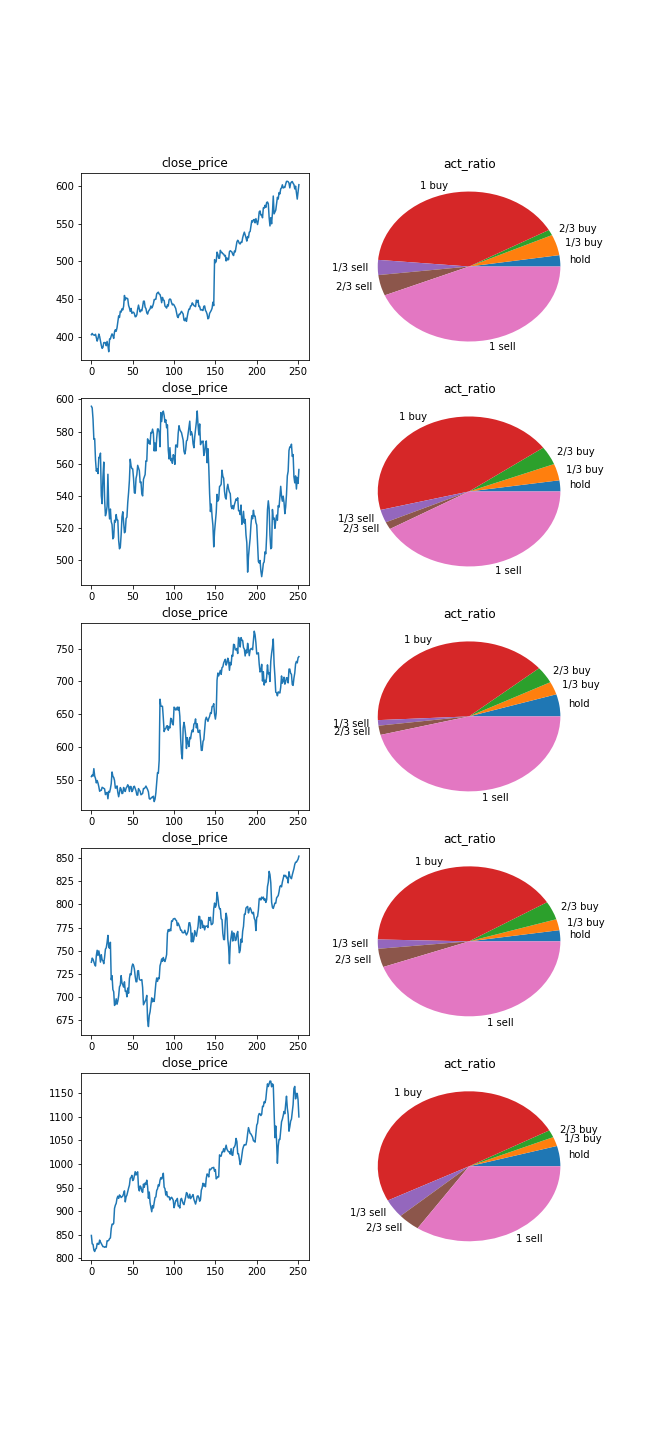 close_price
act_ratio
600
550
500
450
400
0 50 100 150 200 250
1 buy
2/3 buy
1/3 buy
hold
1/3 sell
2/3 sell
1 sell
close_price
act_ratio
600
580
560
540
520
500
0 50 100 150 200 250
1 buy
2/3 buy
1/3 buy
hold
1/3 sell
2/3 sell
1 sell
close_price
act_ratio
750
700
650
600
550
0 50 100 150 200 250
1 buy
2/3 buy
1/3 buy
hold
1/3 sell
2/3 sell
1 sell
close_price
act_ratio
850
825
800
775
750
725
700
675
0 50 100 150 200 250
1 buy
2/3 buy
1/3 buy
hold
1/3 sell
2/3 sell
1 sell
close_price
act_ratio
1150
1100
1050
1000
950
900
850
800
0 50 100 150 200 250
1 buy
2/3 buy
1/3 buy
hold
1/3 sell
2/3 sell
1 sell